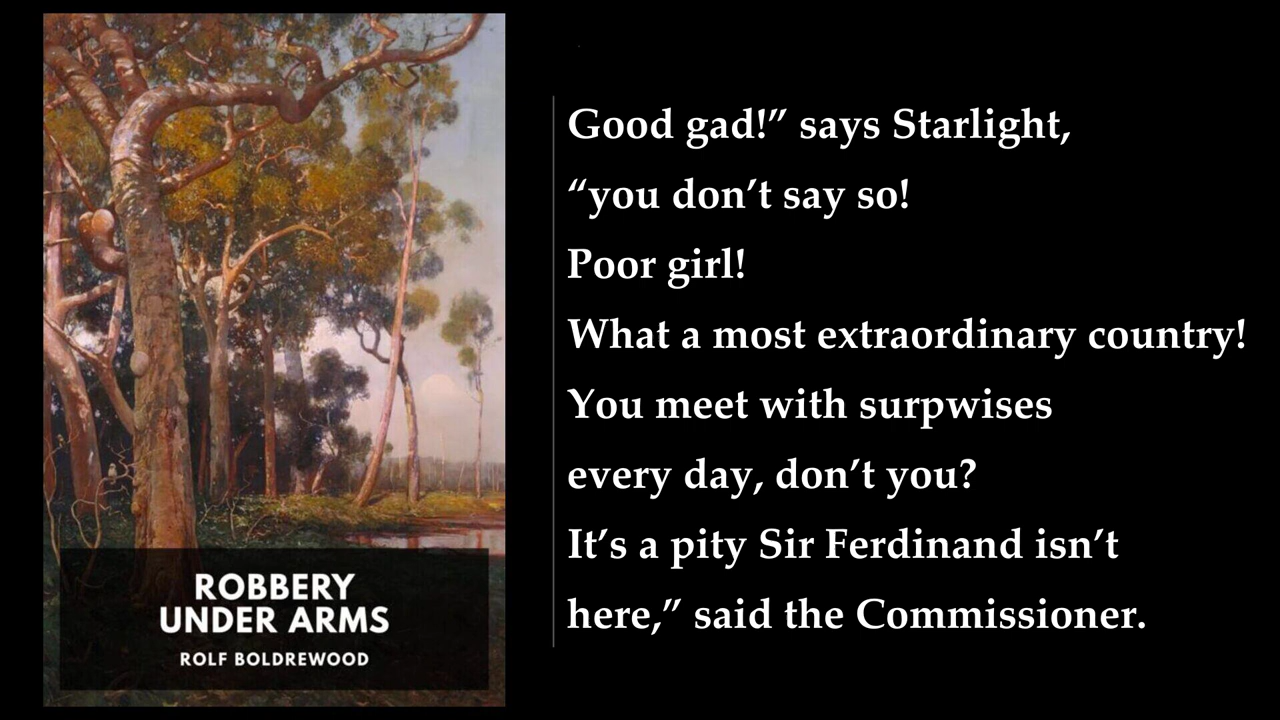 ROBBERY
UNDER ARMS
ROLF BOLDREWOOD
Good gad!” says Starlight,
“you don’t say so!
Poor girl!
What a most extraordinary country!
You meet with surpwises
every day, don’t you?
It’s a pity Sir Ferdinand isn’t
here,” said the Commissioner.